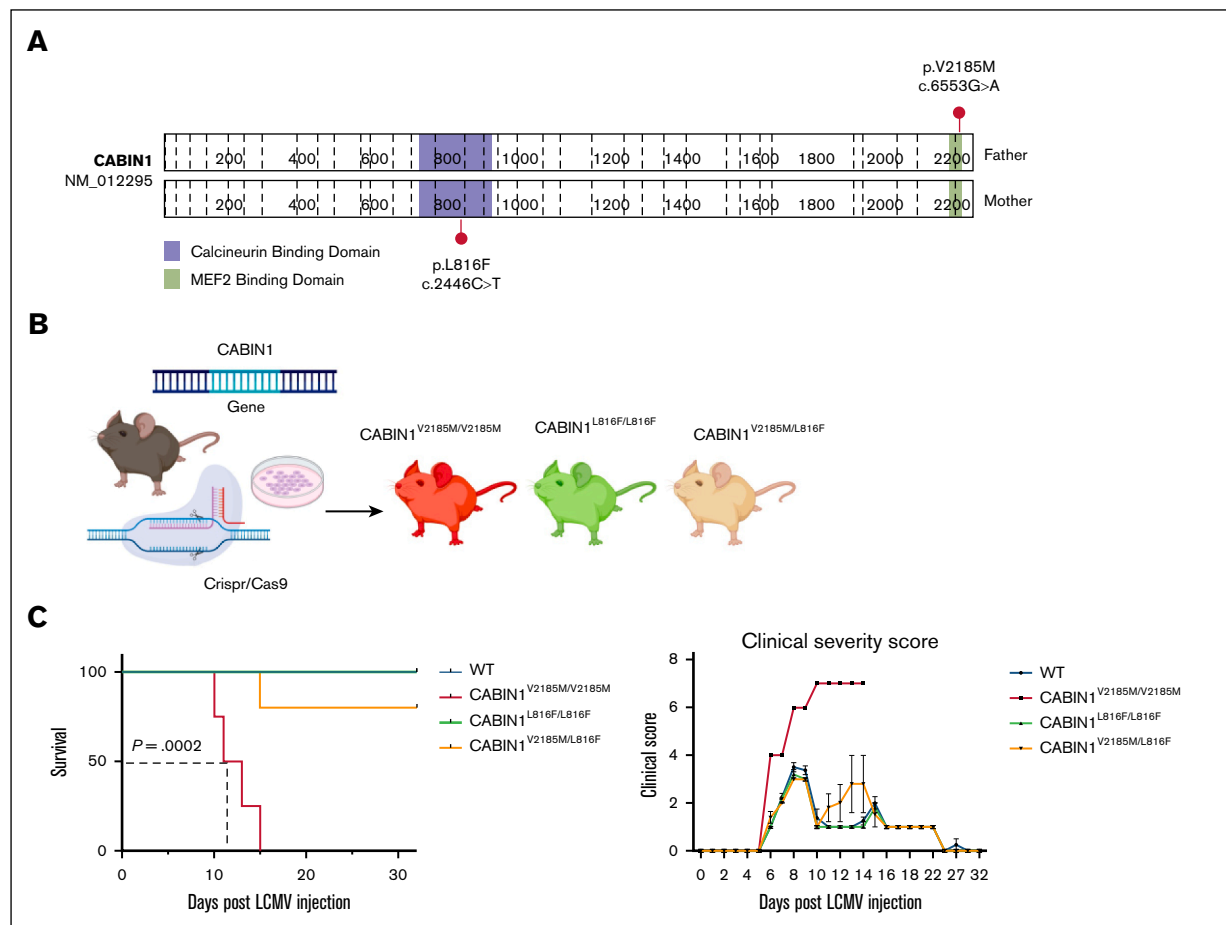 A
p.V2185M
c.6553G>A
CABIN1
NM_012295
200 400 600 800 1000 1200 1400 1600 1800 2000 2200 Father
200 400 600 800 1000 1200 1400 1600 1800 2000 2200 Mother
Calcineurin Binding Domain
MEF2 Binding Domain
p.L816F
c.2446C>T
B
CABIN1
Gene
Crispr/Cas9
CABIN1V2185M/V2185M
CABIN1L816F/L816F
CABIN1V2185M/L816F
C
Survival
100
50
0
P = .0002
0 10 20 30
Days post LCMV injection
WT
CABIN1V2185M/V2185M
CABIN1L816F/L816F
CABIN1V2185M/L816F
Clinical severity score
Clinical score
8
6
4
2
0
0 2 4 6 8 10 12 14 16 18 22 27 32
Days post LCMV injection
WT
CABIN1V2185M/V2185M
CABIN1L816F/L816F
CABIN1V2185M/L816F